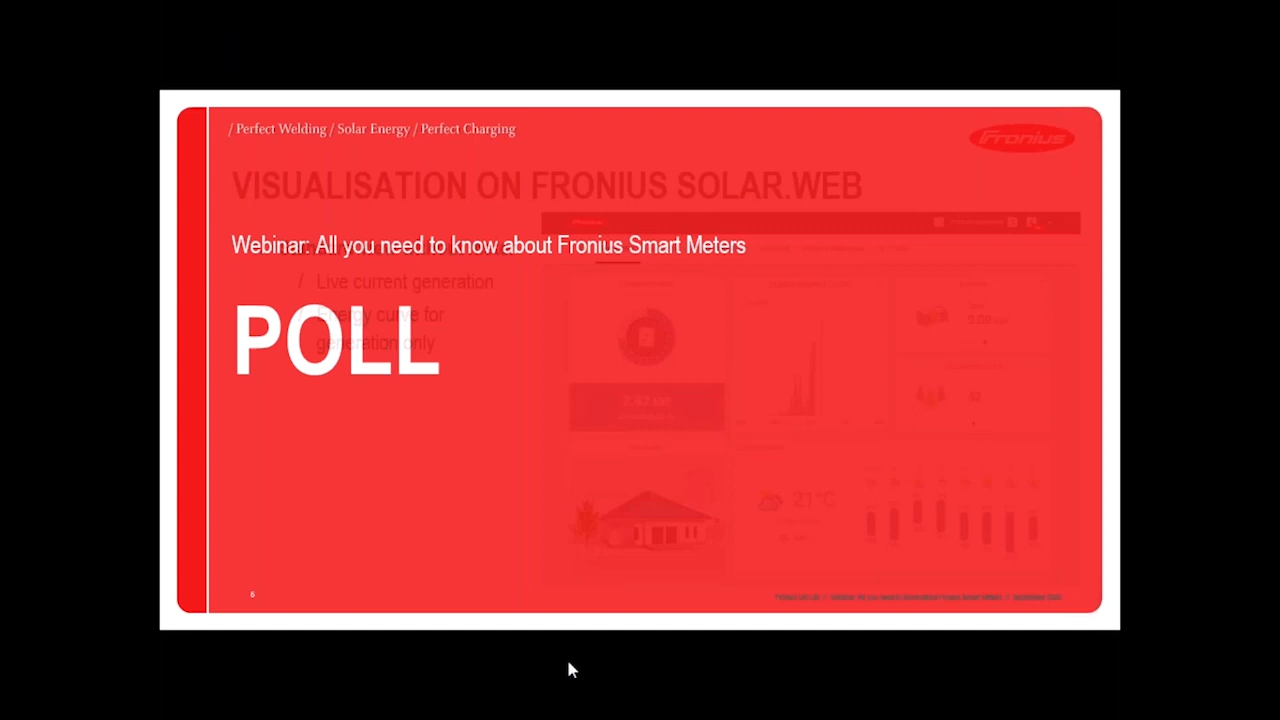 / Perfect Welding / Solar Energy / Perfect Charging
Fronius
VISUALISATION ON FRONIUS SOLAR.WEB
Webinar: All you need to know about Fronius Smart Meters
/ Live current generation
POLL
/ Energy curve for
generation only
21°C
6